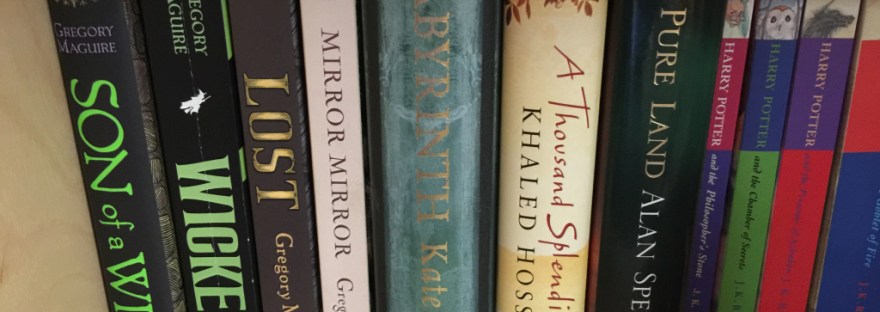 GREGORY
MAGUIRE
SON of a WI
GREGORY
MAGUIRE
WICKE
LOST
Gregory M
MIRROR MIRROR
Greg
ABYRINTH
Kate
A Thousand Splendi
KHALED HOSS
PURE LAND
ALAN SPE
HARRY POTTER
and the Philosopher's Stone
J.K.
HARRY POTTER
and the Chamber of Secrets
J.K.R
HARRY POTTER
Goblet of Fire
J.K.R